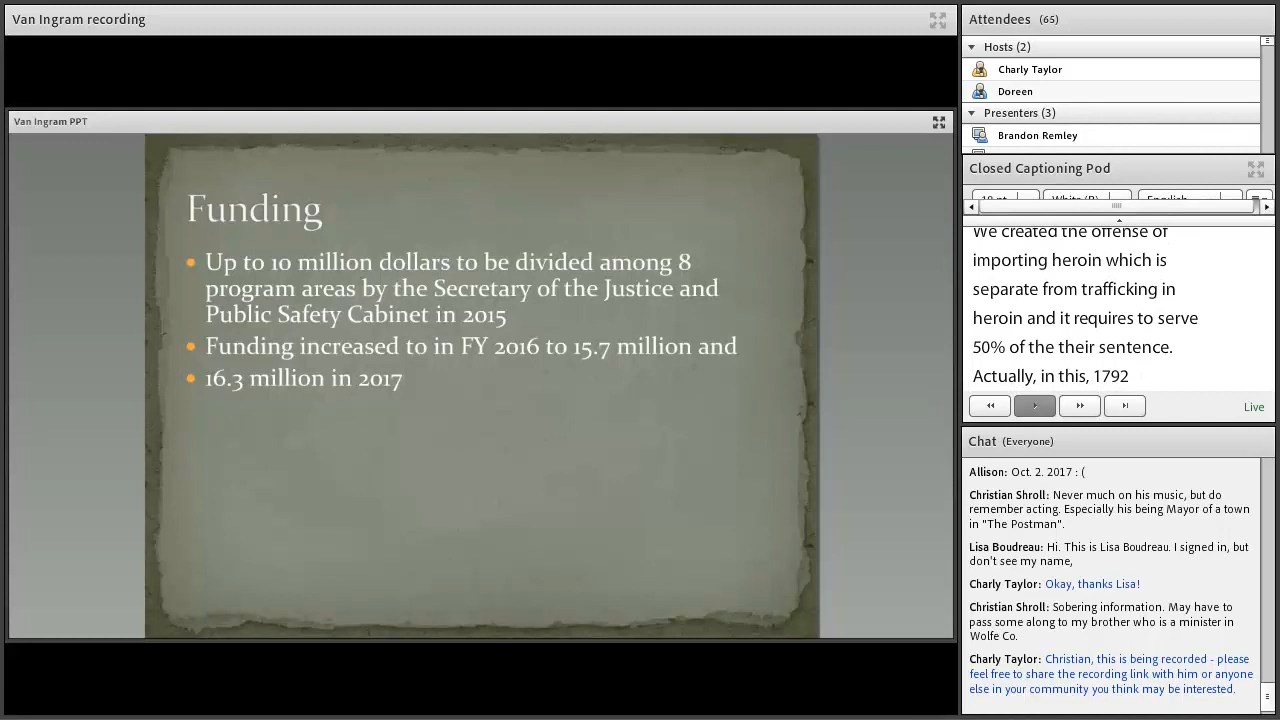 Van Ingram recording
Van Ingram PPT
Funding
Up to 10 million dollars to be divided among 8
program areas by the Secretary of the Justice and
Public Safety Cabinet in 2015
Funding increased to in FY 2016 to 15.7 million and
16.3 million in 2017
Attendees (65)
Hosts (2)
Charly Taylor
Doreen
Presenters (3)
Brandon Remley
Closed Captioning Pod
18 pt
White (B)
English
We created the offense of
importing heroin which is
separate from trafficking in
heroin and it requires to serve
50% of the their sentence.
Actually, in this, 1792
Live
Chat (Everyone)
Allison: Oct. 2. 2017 : (
Christian Shroll: Never much on his music, but do
remember acting. Especially his being Mayor of a town
in "The Postman".
Lisa Boudreau: Hi. This is Lisa Boudreau. I signed in, but
don't see my name,
Charly Taylor: Okay, thanks Lisa!
Christian Shroll: Sobering information. May have to
pass some along to my brother who is a minister in
Wolfe Co.
Charly Taylor: Christian, this is being recorded - please
feel free to share the recording link with him or anyone
else in your community you think may be interested.